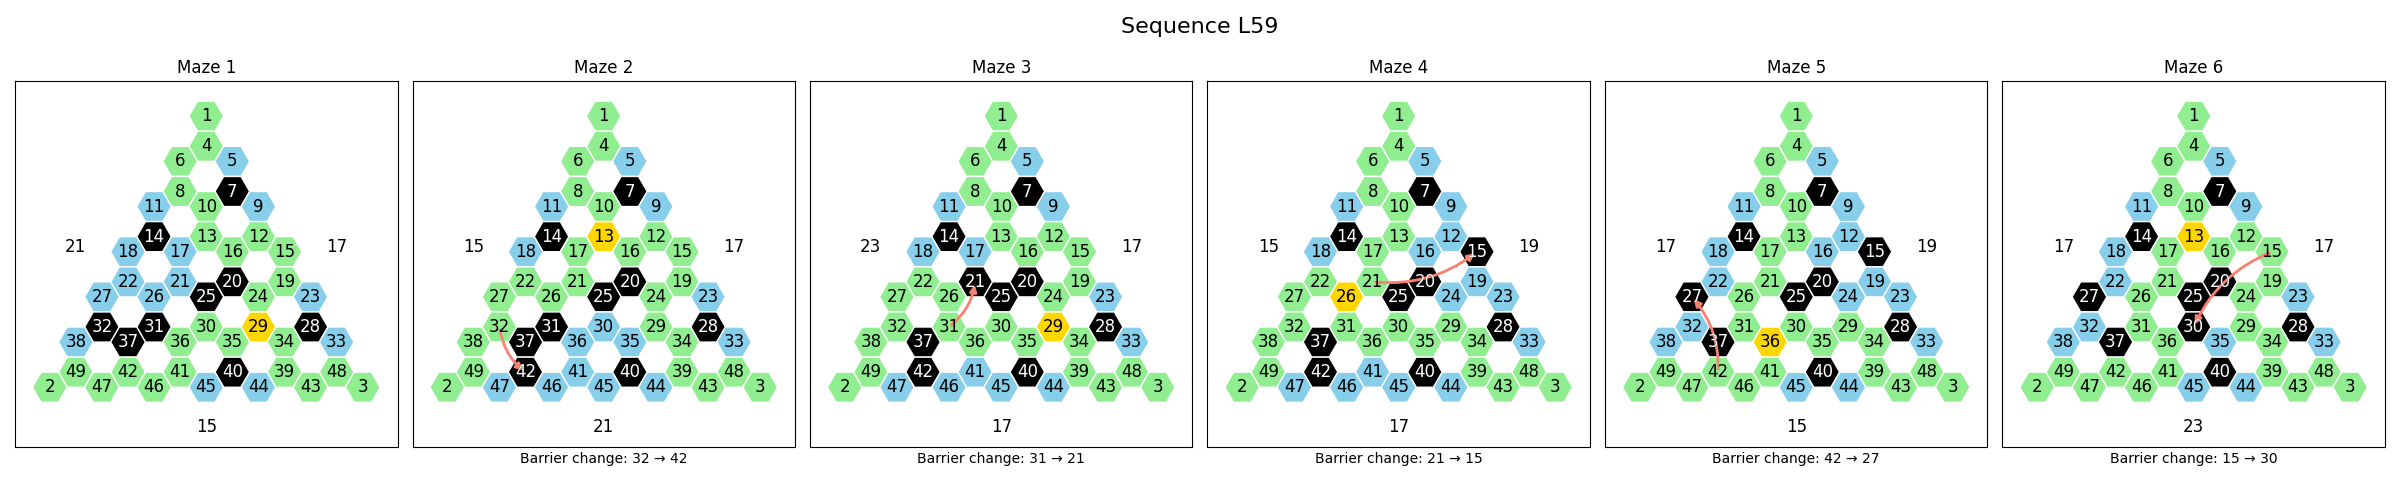 Sequence L59
Maze 1 Maze 2 Maze 3 Maze 4 Maze 5 Maze 6
1 1 1 1 1 1
4 4 4 4 4 4
6 5 6 5 6 5 6 5 6 5 6 5
8 7 8 7 8 7 8 7 8 7 8 7
11 10 9 11 10 9 11 10 9 11 10 9 11 10 9 11 10 9
14 13 12 14 13 12 14 13 12 14 13 12 14 13 12 14 13 12
21 18 17 16 15 17 15 18 17 16 15 17 23 18 17 16 15 17 15 18 17 16 15 19 17 18 17 16 15 19 17 18 17 16 15 17
22 21 20 19 22 21 20 19 22 21 20 19 22 21 20 19 22 21 20 19 22 21 20 19
27 26 25 24 23 27 26 25 24 23 27 26 25 24 23 27 26 25 24 23 27 26 25 24 23 27 26 25 24 23
32 31 30 29 28 32 31 30 29 28 32 31 30 29 28 32 31 30 29 28 32 31 30 29 28 32 31 30 29 28
38 37 36 35 34 33 38 37 36 35 34 33 38 37 36 35 34 33 38 37 36 35 34 33 38 37 36 35 34 33 38 37 36 35 34 33
49 42 41 40 39 48 49 42 41 40 39 48 49 42 41 40 39 48 49 42 41 40 39 48 49 42 41 40 39 48 49 42 41 40 39 48
2 47 46 45 44 43 3 2 47 46 45 44 43 3 2 47 46 45 44 43 3 2 47 46 45 44 43 3 2 47 46 45 44 43 3 2 47 46 45 44 43 3
15 21 17 17 15 23
Barrier change: 32 → 42 Barrier change: 31 → 21 Barrier change: 21 → 15 Barrier change: 42 → 27 Barrier change: 15 → 30